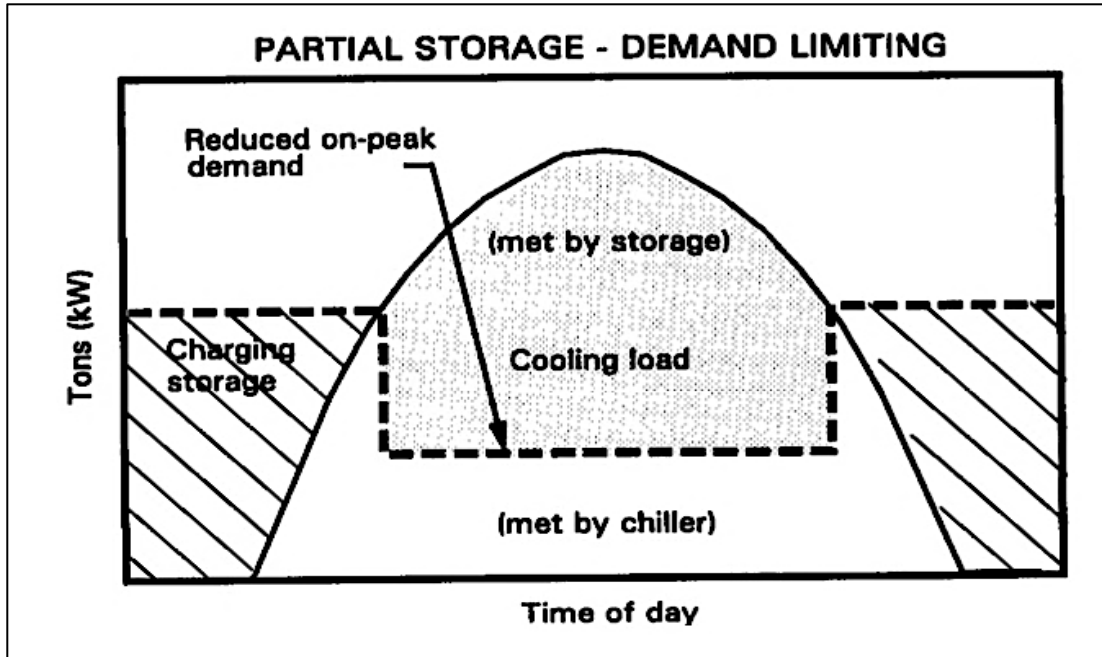 PARTIAL STORAGE - DEMAND LIMITING
Reduced on-peak
demand
(met by storage)
Tons (kW)
Charging
storage
Cooling load
(met by chiller)
Time of day